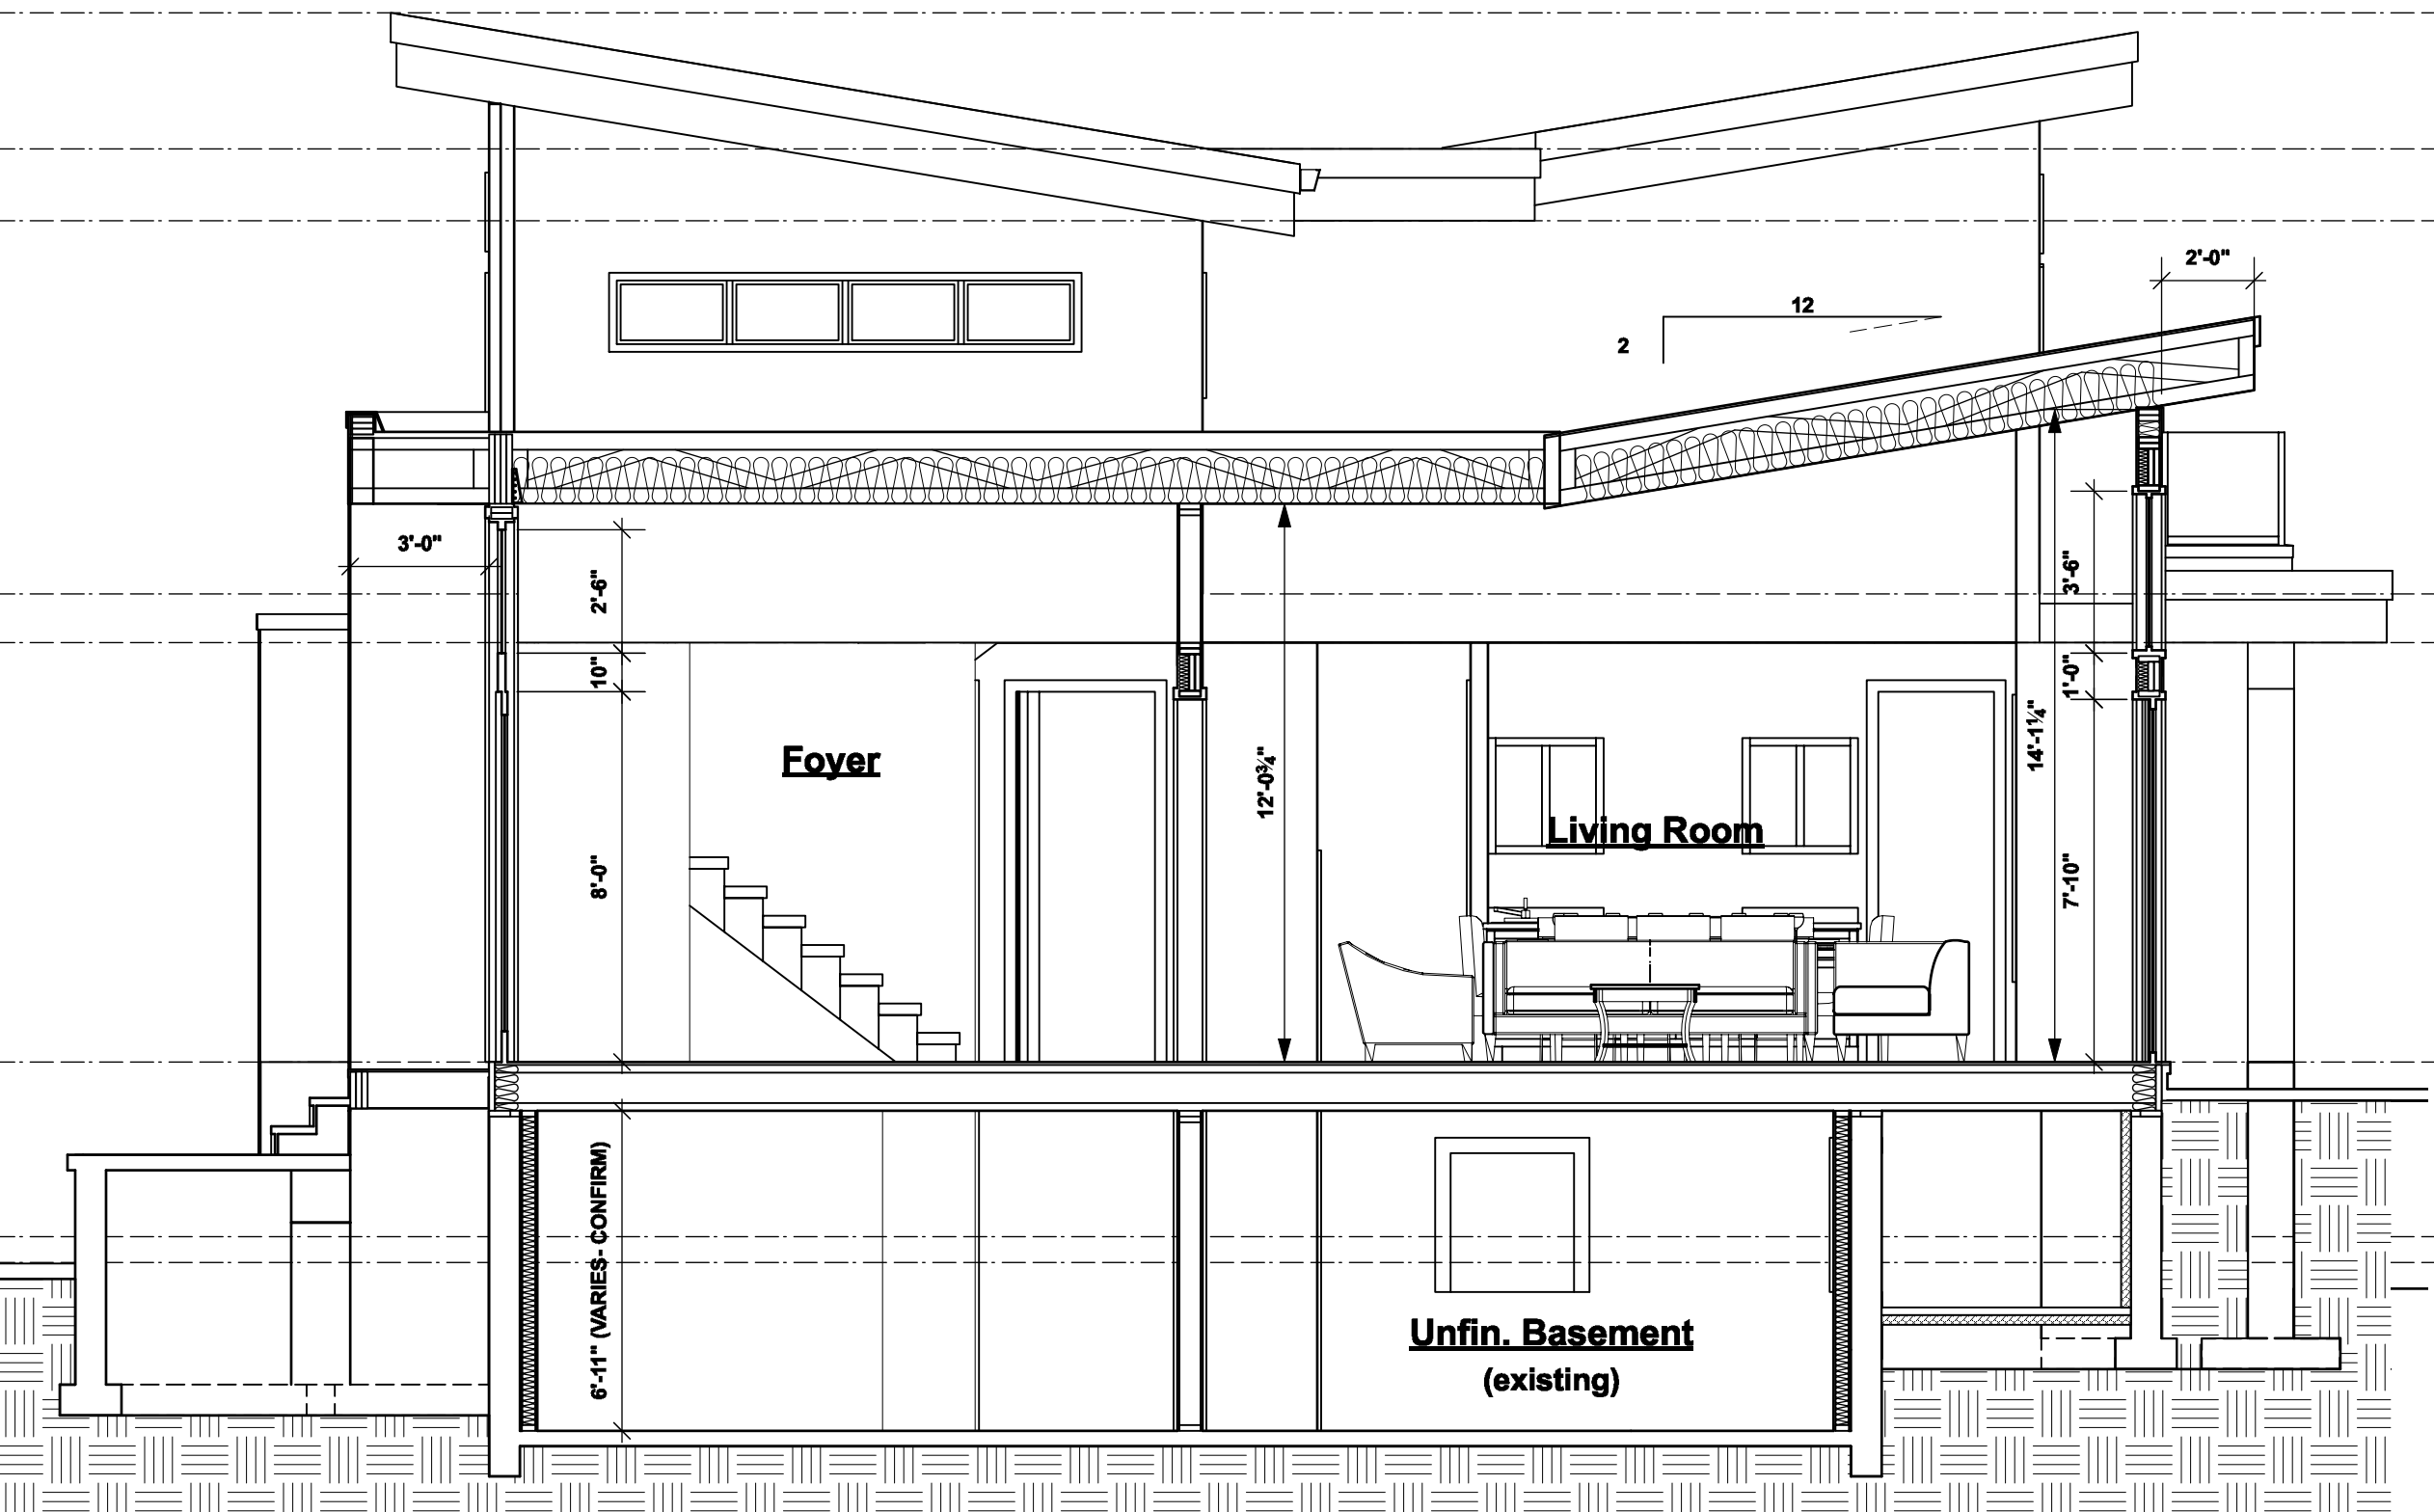 2'-0"
12
2
3'-0"
2'-6"
3'-6"
10"
1'-0"
Foyer
12'-0¾"
14'-1¼"
Living Room
8'-0"
7'-10"
6'-11" (VARIES- CONFIRM)
Unfin. Basement
(existing)